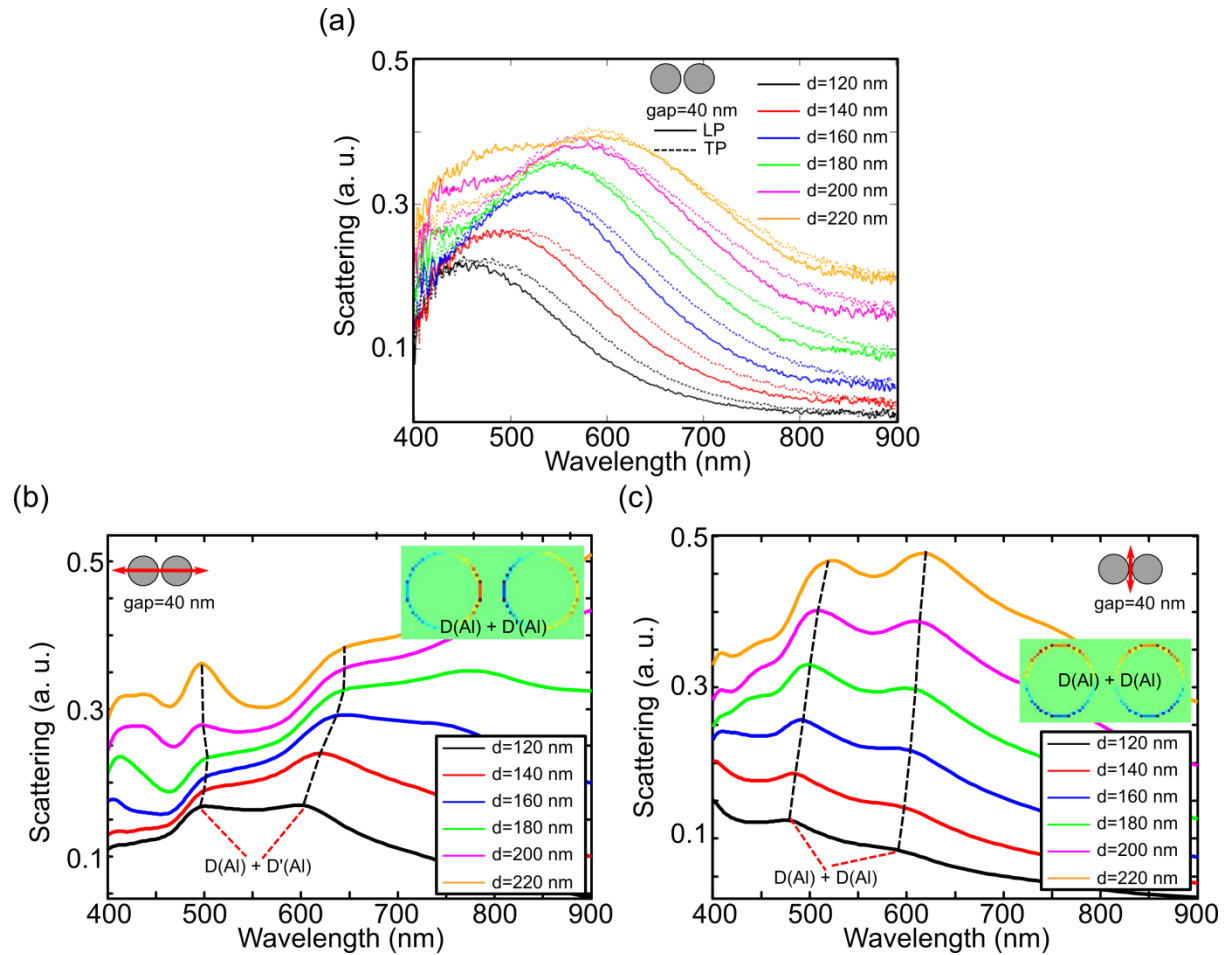 (a)
Scattering (a. u.)
0.5
0.3
0.1
gap=40 nm
LP
TP
d=120 nm
d=140 nm
d=160 nm
d=180 nm
d=200 nm
d=220 nm
400 500 600 700 800 900
Wavelength (nm)
(b)
Scattering (a. u.)
0.5
0.3
0.1
gap=40 nm
D(Al) + D'(Al)
d=120 nm
d=140 nm
d=160 nm
d=180 nm
d=200 nm
d=220 nm
D(Al) + D'(Al)
400 500 600 700 800 900
Wavelength (nm)
(c)
Scattering (a. u.)
0.5
0.3
0.1
gap=40 nm
D(Al) + D(Al)
d=120 nm
d=140 nm
d=160 nm
d=180 nm
d=200 nm
d=220 nm
D(Al) + D(Al)
400 500 600 700 800 900
Wavelength (nm)